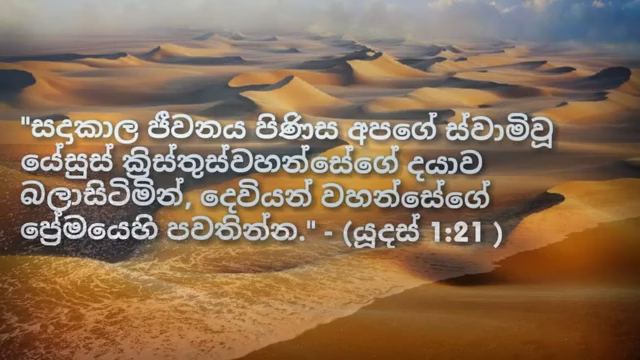 "සදාකාල ජීවනය පිණිස අපගේ ස්වාමිවූ
යේසුස් ක්‍රිස්තුස්වහන්සේගේ දයාව
බලාසිටිමින්, දෙවියන් වහන්සේගේ
ප්‍රේමයෙහි පවතින්න." - (යූදස් 1:21 )